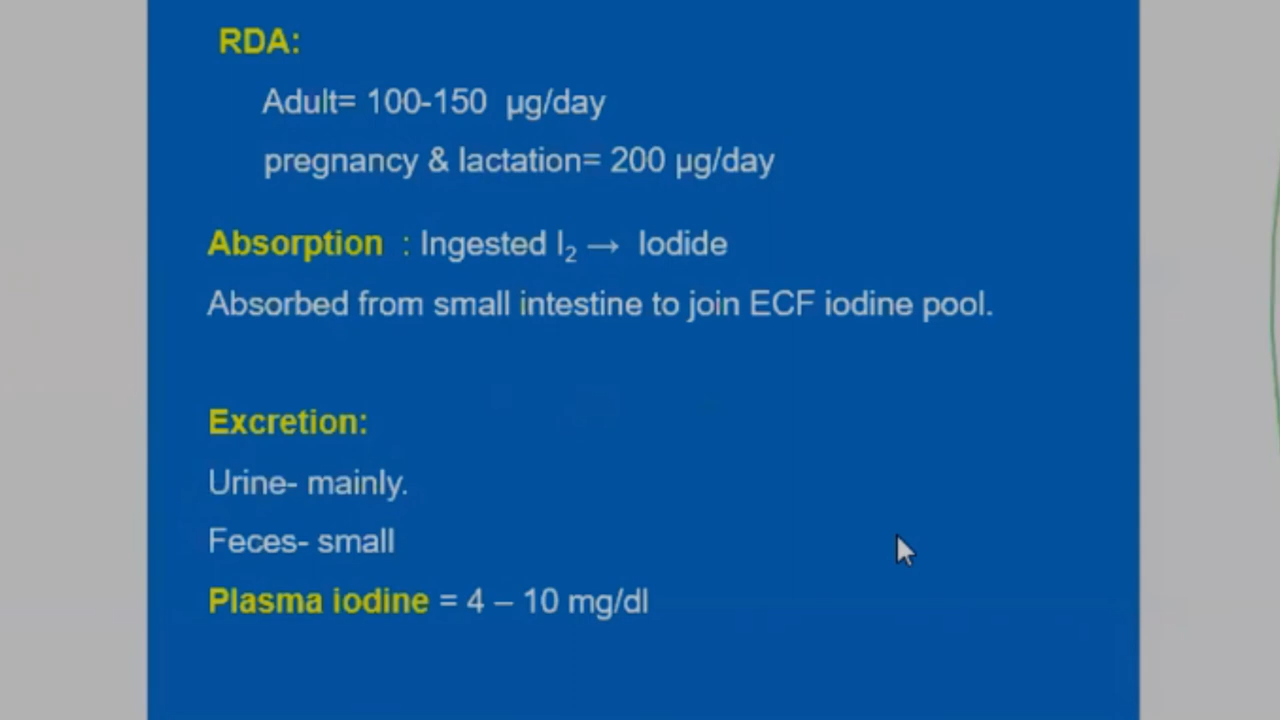 RDA:
Adult= 100-150 µg/day
pregnancy & lactation= 200 µg/day
Absorption : Ingested I₂ → Iodide
Absorbed from small intestine to join ECF iodine pool.
Excretion:
Urine- mainly.
Feces- small
Plasma iodine = 4 – 10 mg/dl